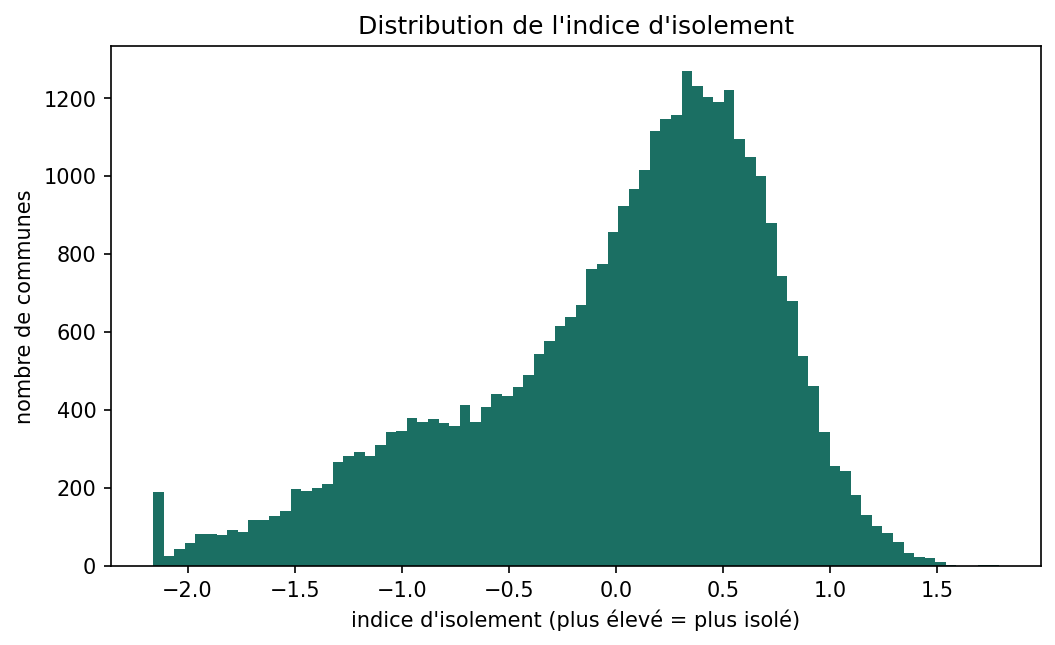 Distribution de l'indice d'isolement
nombre de communes
1200
1000
800
600
400
200
0
−2.0 −1.5 −1.0 −0.5 0.0 0.5 1.0 1.5
indice d'isolement (plus élevé = plus isolé)